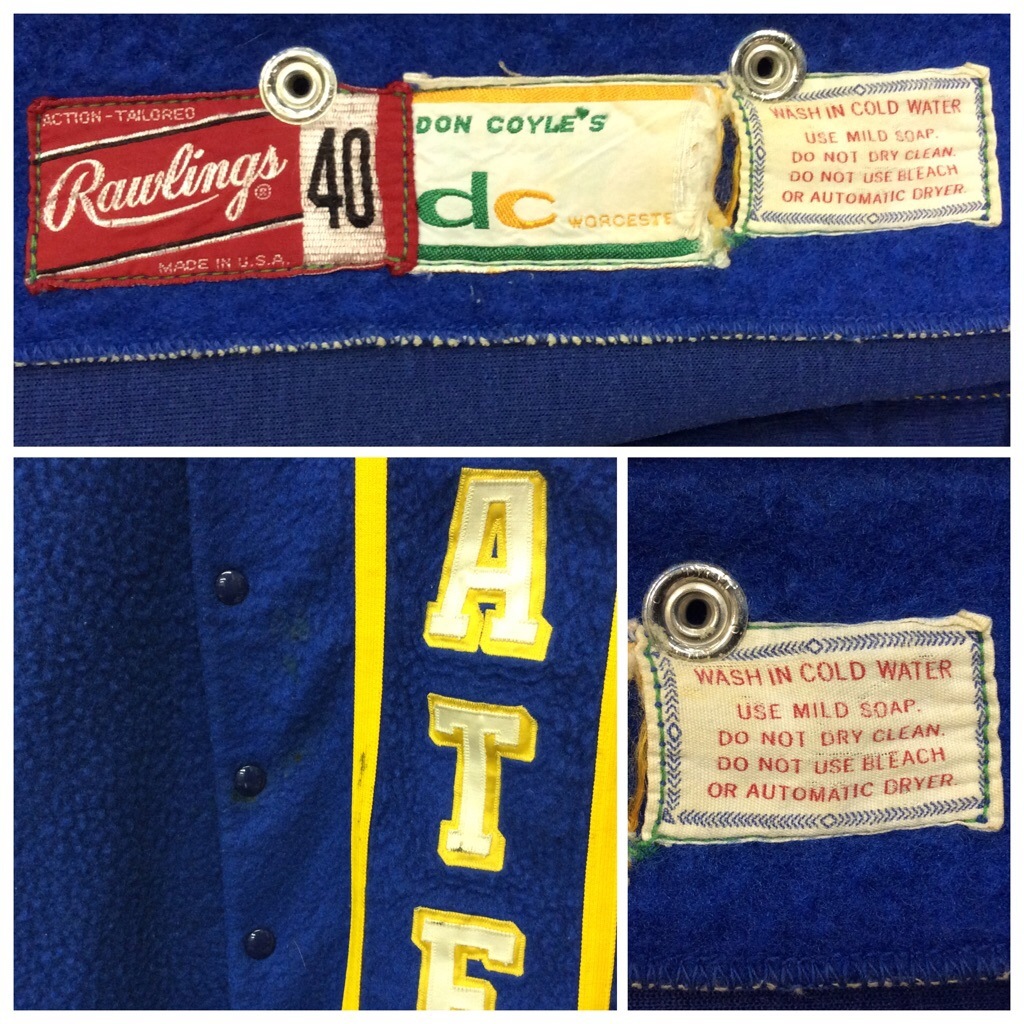 ACTION-TAILORED
Rawlings®
40
MADE IN U.S.A.
DON COYLE'S
dc WORCESTE
WASH IN COLD WATER
USE MILD SOAP.
DO NOT DRY CLEAN.
DO NOT USE BLEACH
OR AUTOMATIC DRYER.
A
T
E
WASH IN COLD WATER
USE MILD SOAP.
DO NOT DRY CLEAN.
DO NOT USE BLEACH
OR AUTOMATIC DRYER.